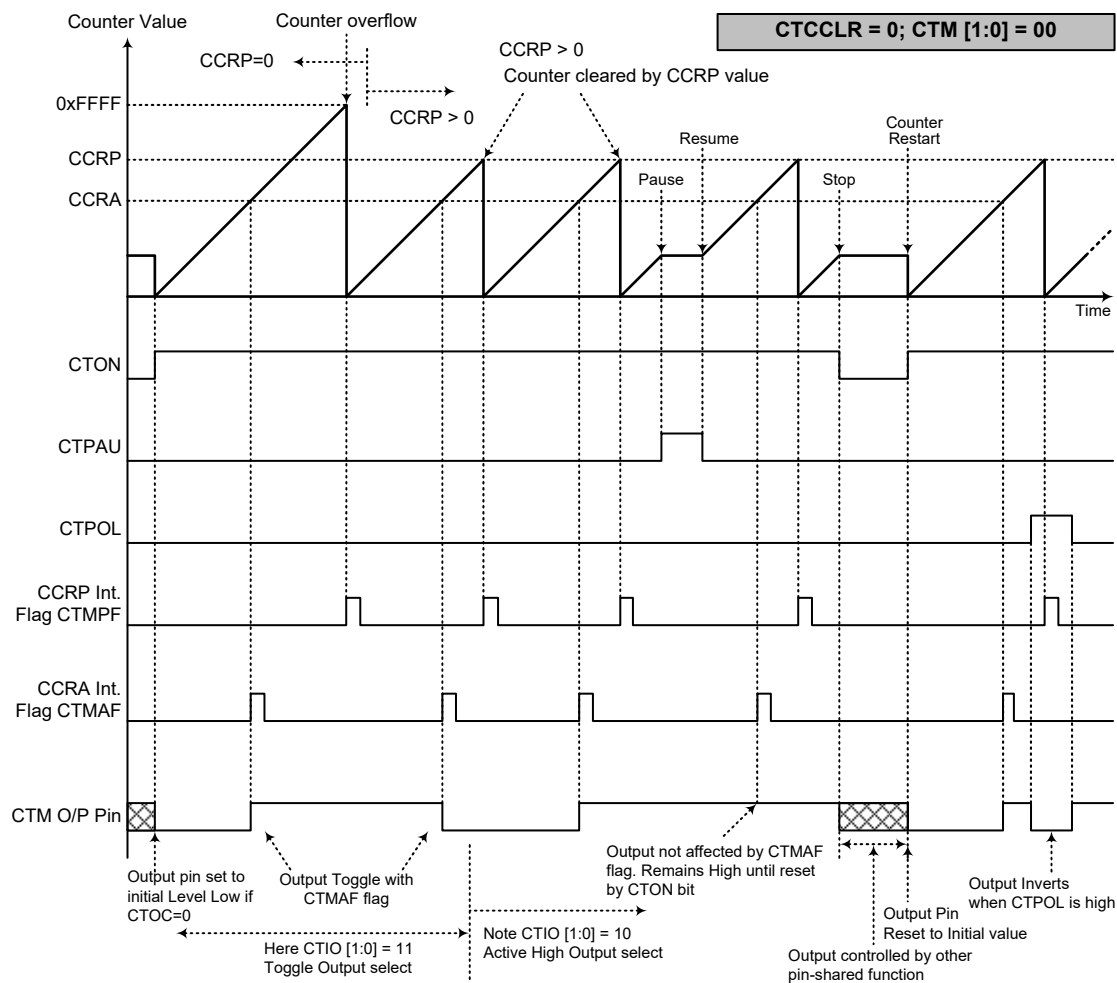 Counter Value
Counter overflow
CTCCLR = 0; CTM [1:0] = 00
CCRP=0
CCRP > 0
CCRP > 0
Counter cleared by CCRP value
0xFFFF
CCRP
CCRA
Pause
Resume
Stop
Counter
Restart
Time
CTON
CTPAU
CTPOL
CCRP Int.
Flag CTMPF
CCRA Int.
Flag CTMAF
CTM O/P Pin
Output pin set to
initial Level Low if
CTOC=0
Output Toggle with
CTMAF flag
Here CTIO [1:0] = 11
Toggle Output select
Note CTIO [1:0] = 10
Active High Output select
Output not affected by CTMAF
flag. Remains High until reset
by CTON bit
Output controlled by other
pin-shared function
Output Pin
Reset to Initial value
Output Inverts
when CTPOL is high